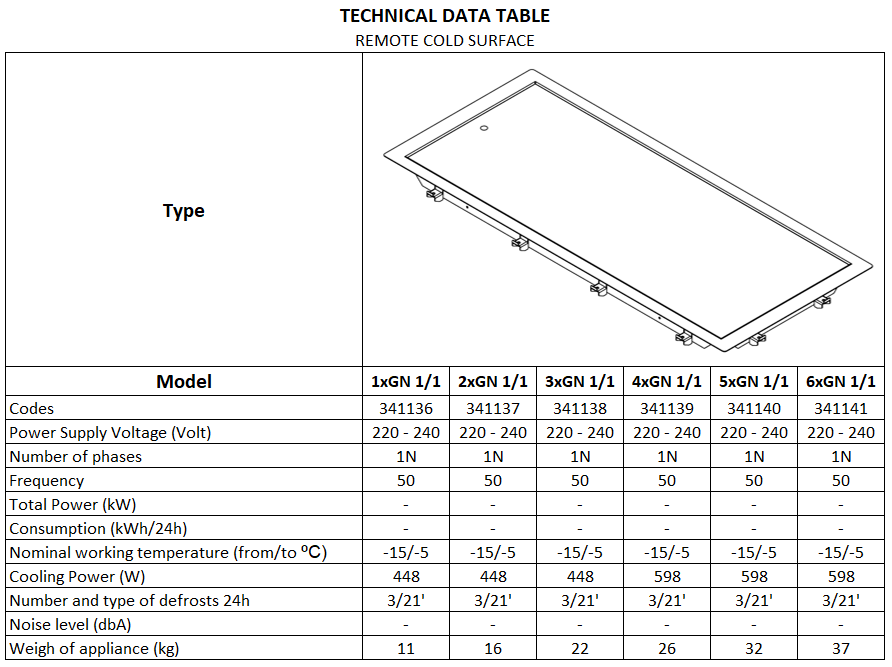 TECHNICAL DATA TABLE
REMOTE COLD SURFACE
Type
Model 1xGN 1/1 2xGN 1/1 3xGN 1/1 4xGN 1/1 5xGN 1/1 6xGN 1/1
Codes 341136 341137 341138 341139 341140 341141
Power Supply Voltage (Volt) 220 - 240 220 - 240 220 - 240 220 - 240 220 - 240 220 - 240
Number of phases 1N 1N 1N 1N 1N 1N
Frequency 50 50 50 50 50 50
Total Power (kW) - - - - - -
Consumption (kWh/24h) - - - - - -
Nominal working temperature (from/to ºC) -15/-5 -15/-5 -15/-5 -15/-5 -15/-5 -15/-5
Cooling Power (W) 448 448 448 598 598 598
Number and type of defrosts 24h 3/21' 3/21' 3/21' 3/21' 3/21' 3/21'
Noise level (dbA) - - - - - -
Weigh of appliance (kg) 11 16 22 26 32 37